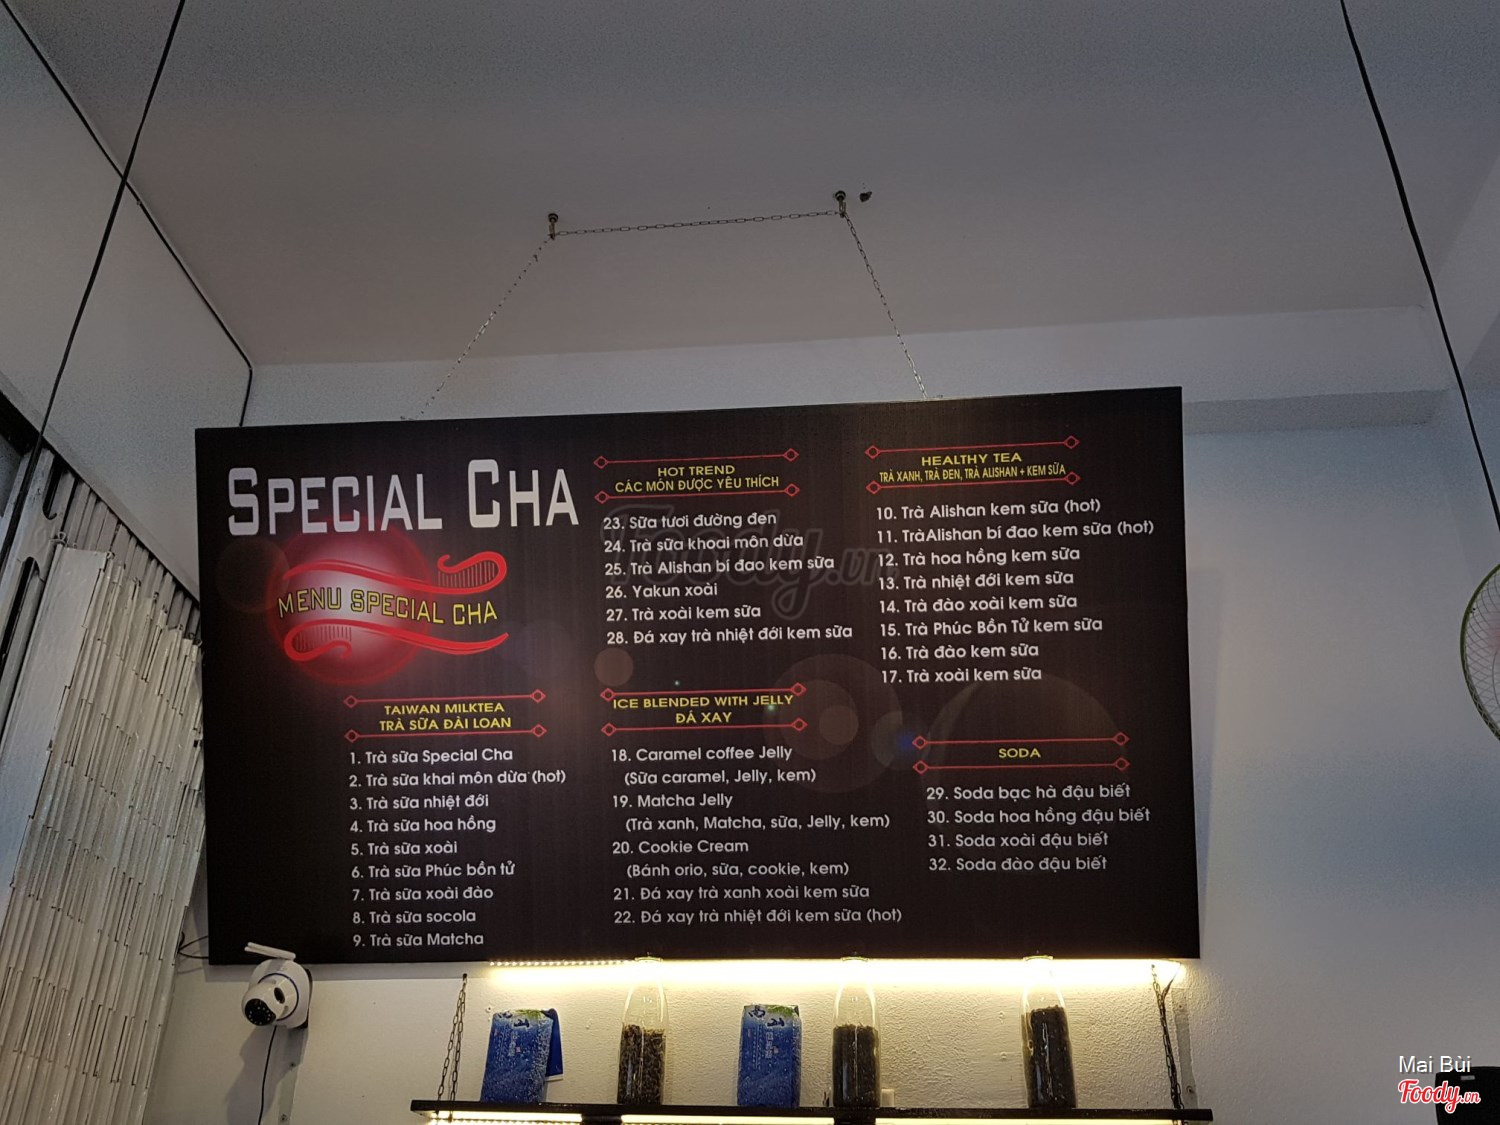 SPECIAL CHA
MENU SPECIAL CHA
TAIWAN MILKTEA
TRÀ SỮA ĐÀI LOAN
1. Trà sữa Special Cha
2. Trà sữa khai môn dừa (hot)
3. Trà sữa nhiệt đới
4. Trà sữa hoa hồng
5. Trà sữa xoài
6. Trà sữa Phúc bồn tử
7. Trà sữa xoài đào
8. Trà sữa socola
9. Trà sữa Matcha
HOT TREND
CÁC MÓN ĐƯỢC YÊU THÍCH
23. Sữa tươi đường đen
24. Trà sữa khoai môn dừa
25. Trà Alishan bí đao kem sữa
26. Yakun xoài
27. Trà xoài kem sữa
28. Đá xay trà nhiệt đới kem sữa
ICE BLENDED WITH JELLY
ĐÁ XAY
18. Caramel coffee Jelly
(Sữa caramel, Jelly, kem)
19. Matcha Jelly
(Trà xanh, Matcha, sữa, Jelly, kem)
20. Cookie Cream
(Bánh orio, sữa, cookie, kem)
21. Đá xay trà xanh xoài kem sữa
22. Đá xay trà nhiệt đới kem sữa (hot)
HEALTHY TEA
TRÀ XANH, TRÀ ĐEN, TRÀ ALISHAN + KEM SỮA
10. Trà Alishan kem sữa (hot)
11. TràAlishan bí đao kem sữa (hot)
12. Trà hoa hồng kem sữa
13. Trà nhiệt đới kem sữa
14. Trà đào xoài kem sữa
15. Trà Phúc Bồn Tử kem sữa
16. Trà đào kem sữa
17. Trà xoài kem sữa
SODA
29. Soda bạc hà đậu biết
30. Soda hoa hồng đậu biết
31. Soda xoài đậu biết
32. Soda đào đậu biết
Foody.vn
Mai Bùi
Foody.vn